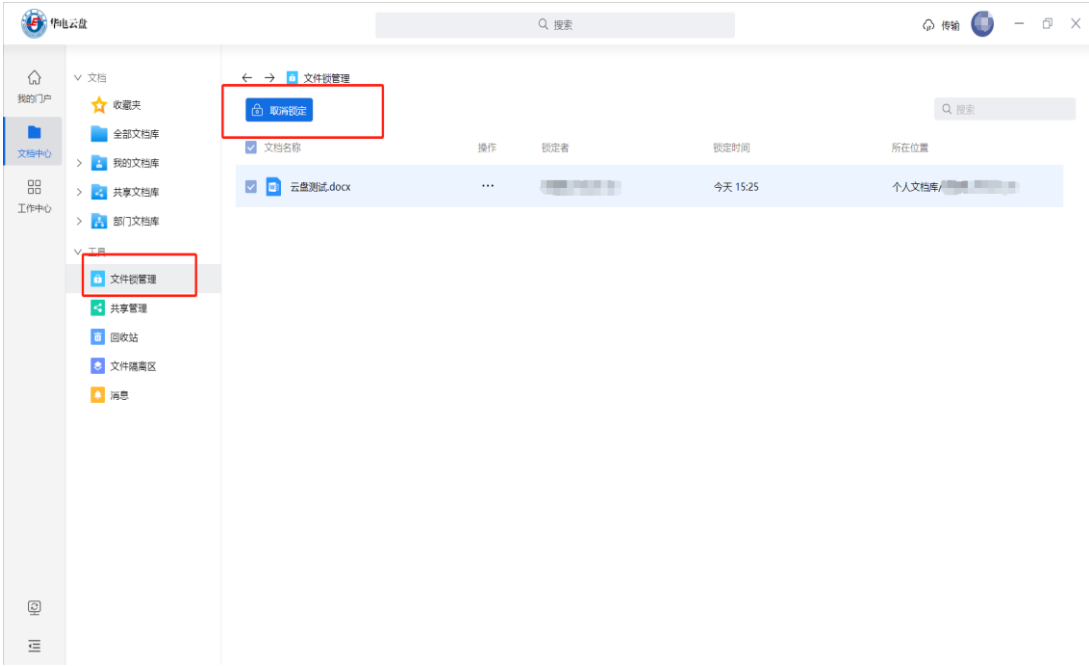 华电云盘
搜索
传输
我的门户
文档中心
工作中心
文档
收藏夹
全部文档库
我的文档库
共享文档库
部门文档库
工具
文件锁管理
共享管理
回收站
文件隔离区
消息
文件锁管理
取消锁定
搜索
文档名称 操作 锁定者 锁定时间 所在位置
云盘测试.docx ··· 今天 15:25 个人文档库/